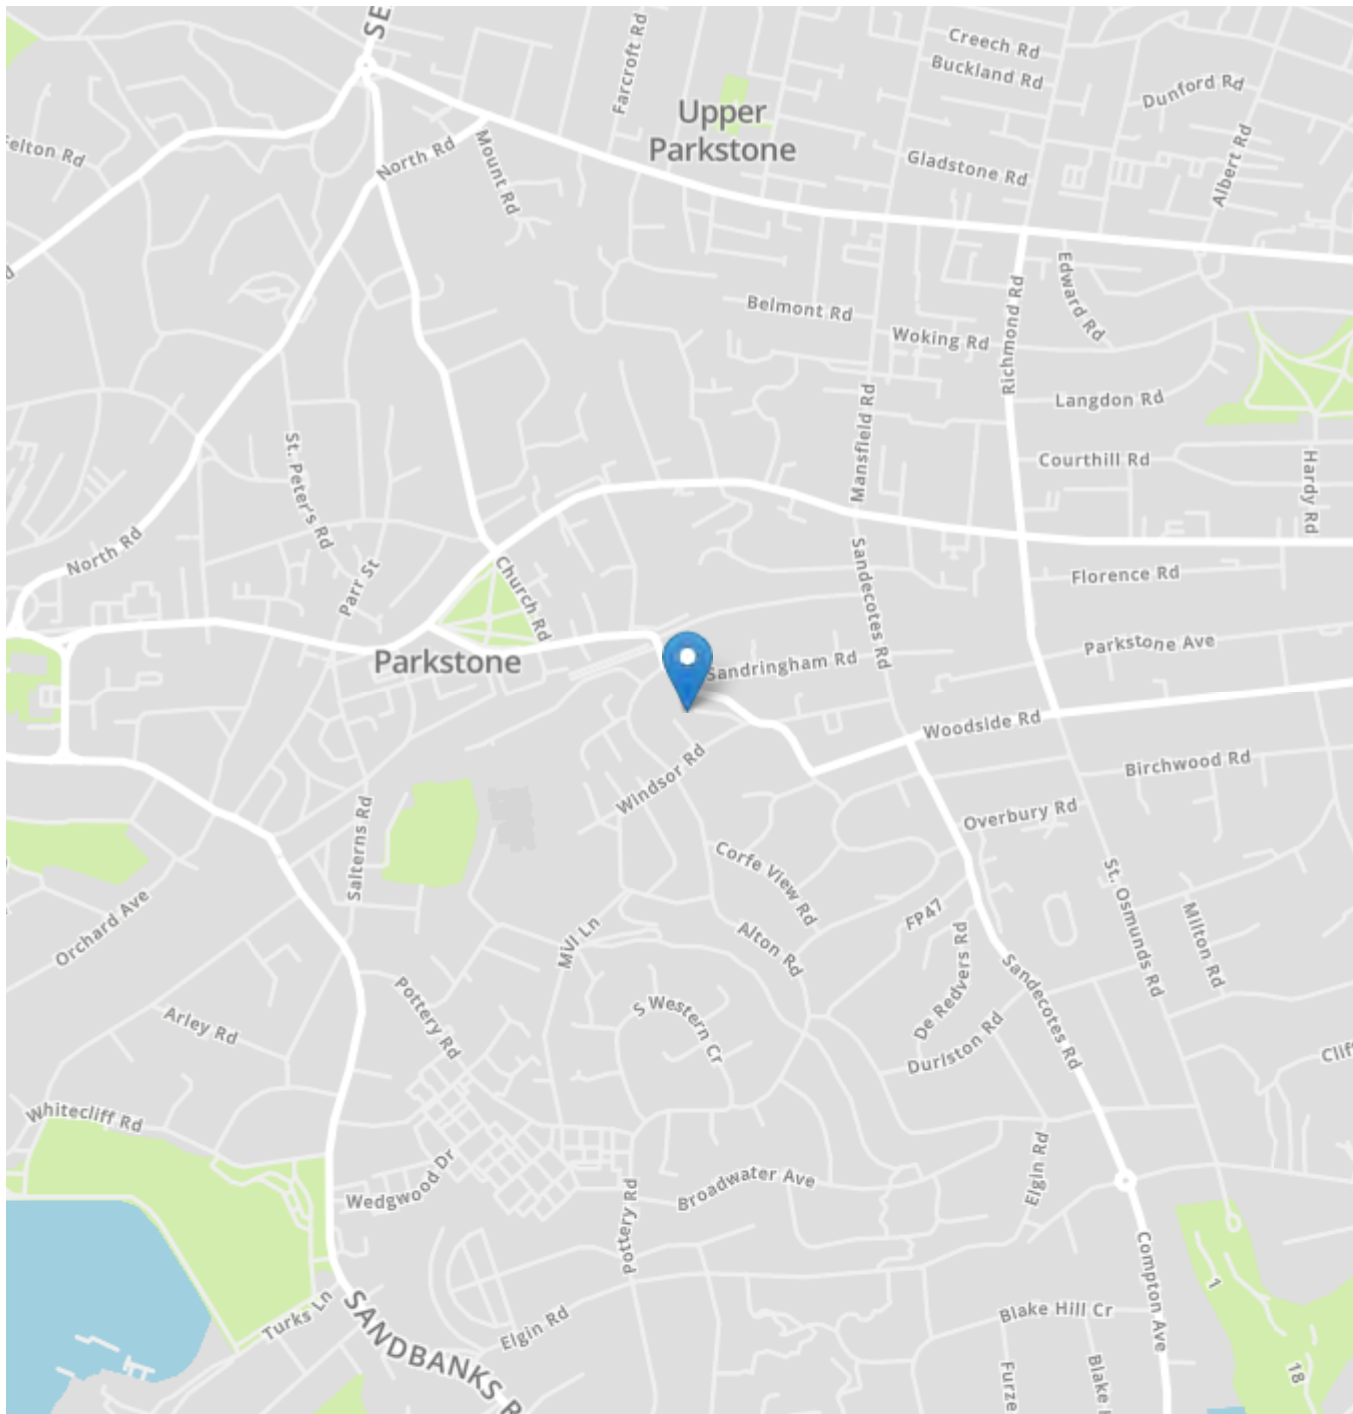 SE
Farcroft Rd
Creech Rd
Buckland Rd
Dunford Rd
Upper
Parkstone
elton Rd
North Rd
Mount Rd
Gladstone Rd
Albert Rd
Edward Rd
Richmond Rd
Belmont Rd
Woking Rd
Langdon Rd
Mansfield Rd
St. Peter's Rd
Courthill Rd
Hardy Rd
North Rd
Parr St
Church Rd
Sandecotes Rd
Florence Rd
Parkstone Ave
Parkstone
Sandringham Rd
Woodside Rd
Windsor Rd
Birchwood Rd
Salterns Rd
Overbury Rd
Corfe View Rd
St. Osmunds Rd
Orchard Ave
FP47
Milton Rd
Mill Ln
Alton Rd
De Redvers Rd
Sandecotes Rd
Pottery Rd
Arley Rd
S Western Cr
Durlston Rd
Clif
Whitecliff Rd
Wedgwood Dr
Broadwater Ave
Elgin Rd
Pottery Rd
Compton Ave
1
Turks Ln
SANDBANKS R
Elgin Rd
Blake Hill Cr
Furze
Blake
18